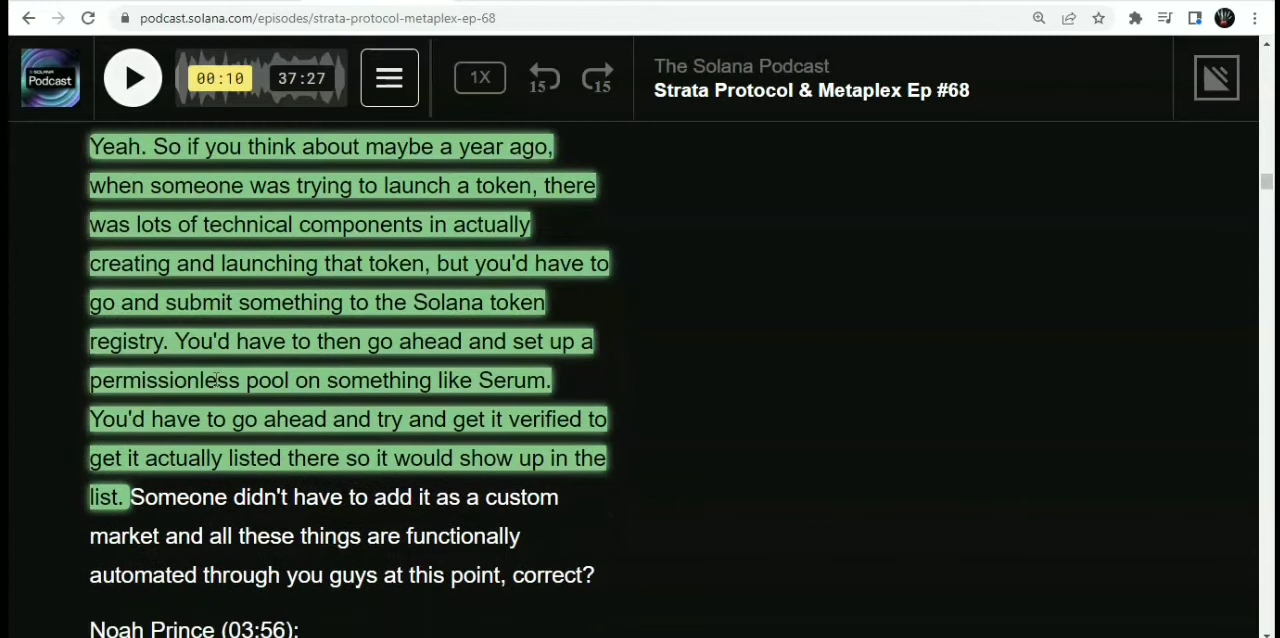 podcast.solana.com/episodes/strata-protocol-metaplex-ep-68
SOLANA
Podcast
00:10
37:27
1X
15
15
The Solana Podcast
Strata Protocol & Metaplex Ep #68
Yeah. So if you think about maybe a year ago,
when someone was trying to launch a token, there
was lots of technical components in actually
creating and launching that token, but you'd have to
go and submit something to the Solana token
registry. You'd have to then go ahead and set up a
permissionless pool on something like Serum.
You'd have to go ahead and try and get it verified to
get it actually listed there so it would show up in the
list. Someone didn't have to add it as a custom
market and all these things are functionally
automated through you guys at this point, correct?
Noah Prince (03:56):